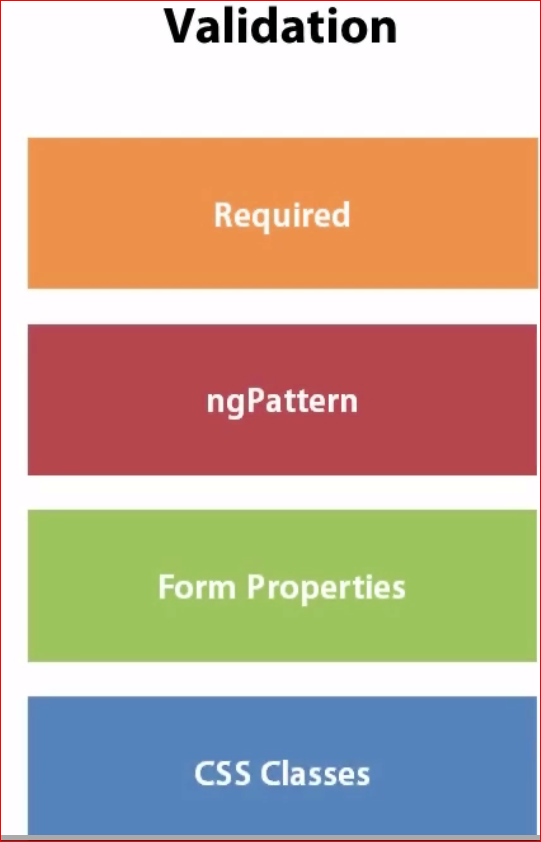 Validation
Required
ngPattern
Form Properties
CSS Classes